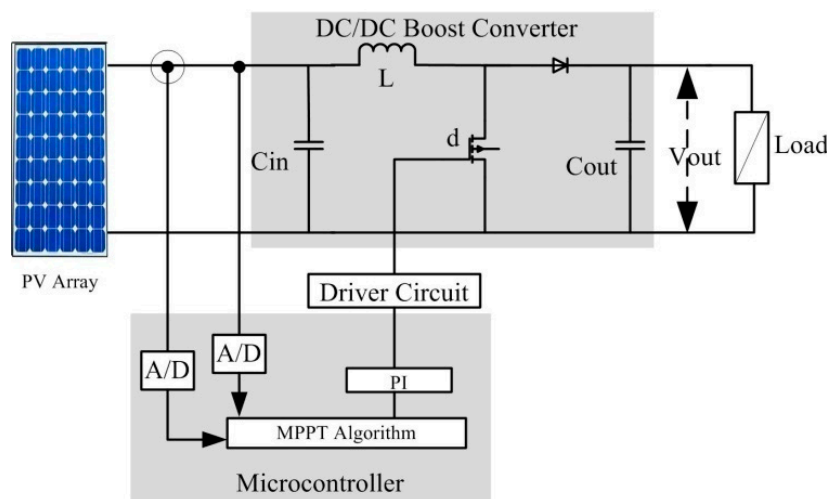 DC/DC Boost Converter
L
d
Cin
Cout
Vout
Load
PV Array
Driver Circuit
A/D
A/D
PI
MPPT Algorithm
Microcontroller